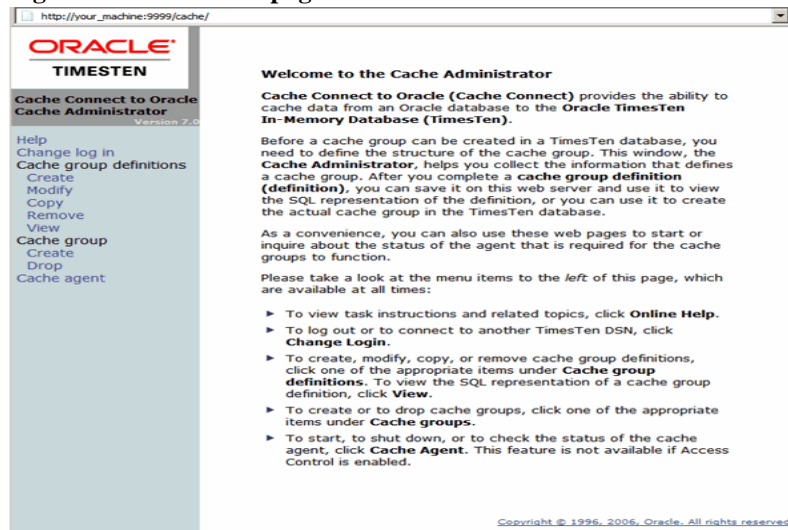 http://your_machine:9999/cache/
ORACLE
TIMESTEN
Cache Connect to Oracle
Cache Administrator
Version 7.0
Help
Change log in
Cache group definitions
Create
Modify
Copy
Remove
View
Cache group
Create
Drop
Cache agent
Welcome to the Cache Administrator
Cache Connect to Oracle (Cache Connect) provides the ability to
cache data from an Oracle database to the Oracle TimesTen
In-Memory Database (TimesTen).
Before a cache group can be created in a TimesTen database, you
need to define the structure of the cache group. This window, the
Cache Administrator, helps you collect the information that defines
a cache group. After you complete a cache group definition
(definition), you can save it on this web server and use it to view
the SQL representation of the definition, or you can use it to create
the actual cache group in the TimesTen database.
As a convenience, you can also use these web pages to start or
inquire about the status of the agent that is required for the cache
groups to function.
Please take a look at the menu items to the left of this page, which
are available at all times:
► To view task instructions and related topics, click Online Help.
► To log out or to connect to another TimesTen DSN, click
Change Login.
► To create, modify, copy, or remove cache group definitions,
click one of the appropriate items under Cache group
definitions. To view the SQL representation of a cache group
definition, click View.
► To create or to drop cache groups, click one of the appropriate
items under Cache groups.
► To start, to shut down, or to check the status of the cache
agent, click Cache Agent. This feature is not available if Access
Control is enabled.
Copyright © 1996, 2006, Oracle. All rights reserved